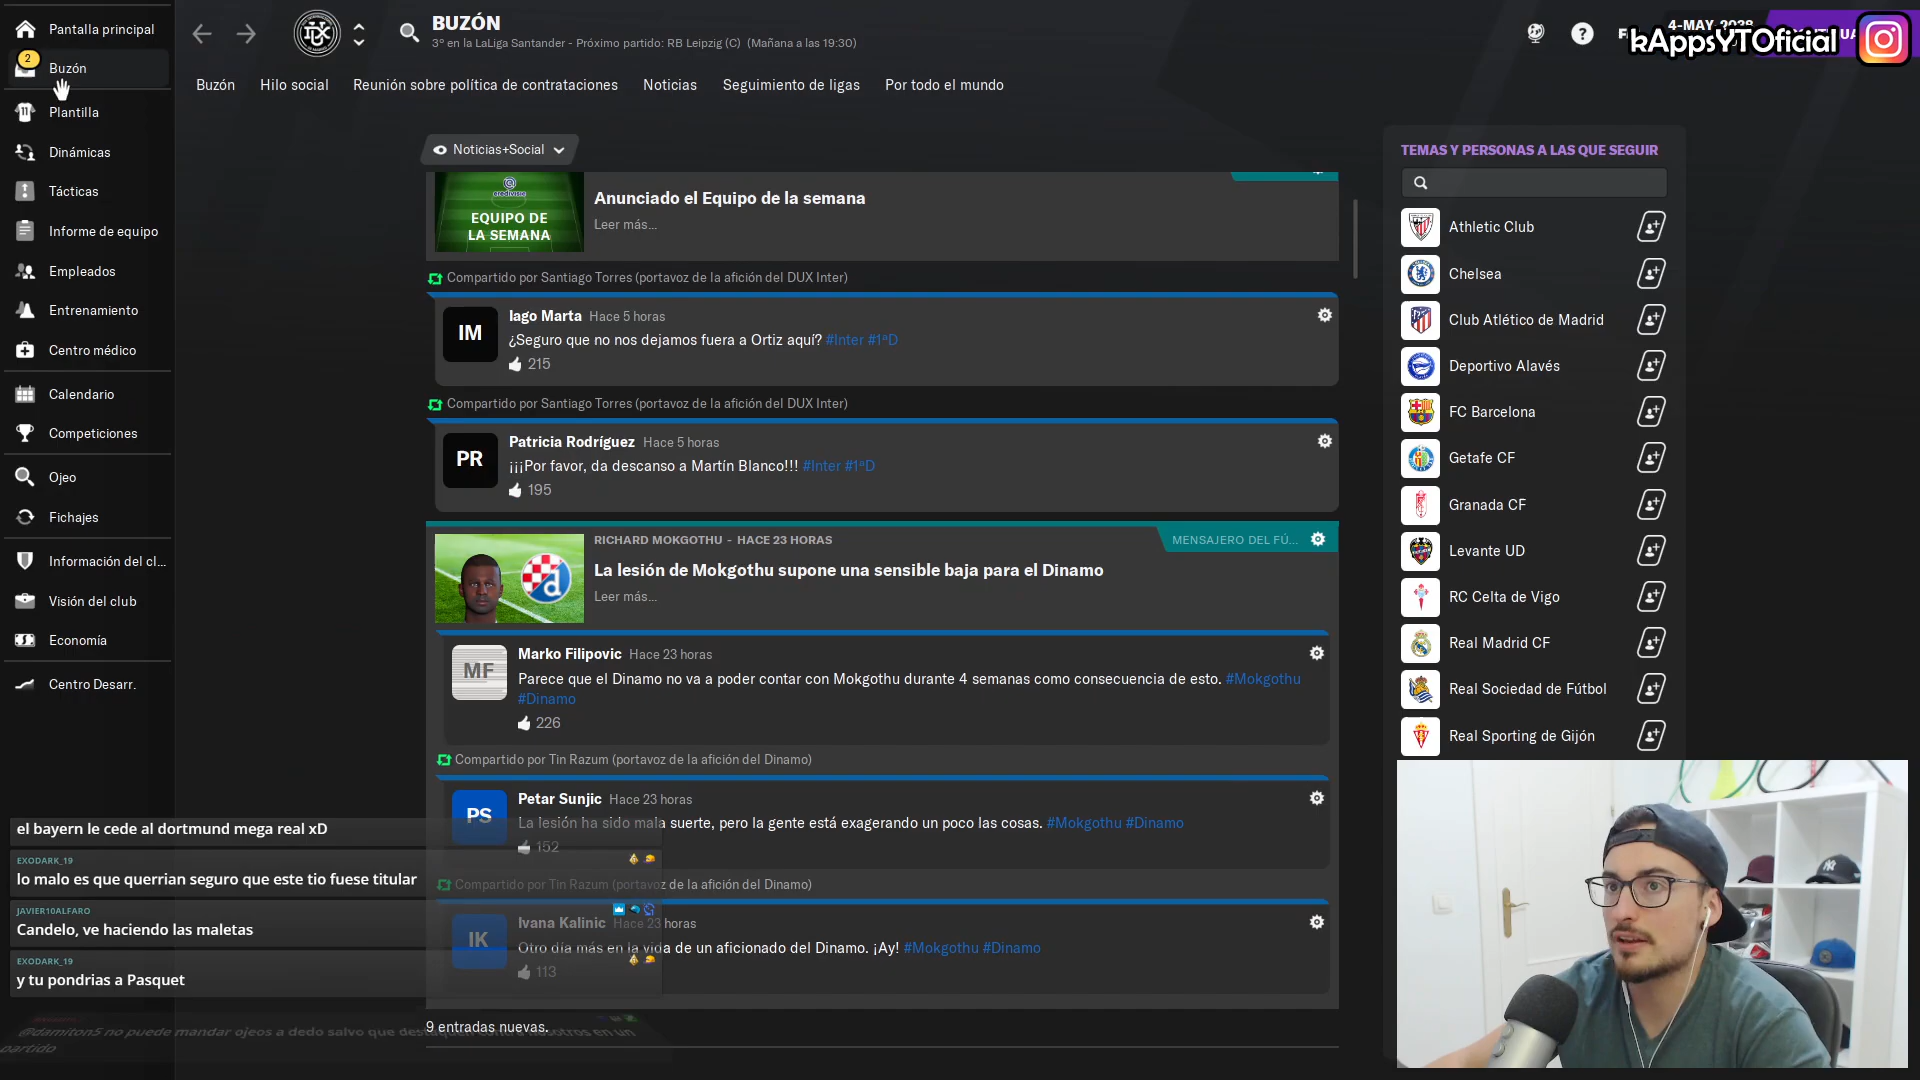 Pantalla principal
2
Buzón
Plantilla
Dinámicas
Tácticas
Informe de equipo
Empleados
Entrenamiento
Centro médico
Calendario
Competiciones
Ojeo
Fichajes
Información del cl...
Visión del club
Economía
Centro Desarr.
BUZÓN
3º en la LaLiga Santander - Próximo partido: RB Leipzig (C) (Mañana a las 19:30)
4-MAY-2038
kAppsYTOficial
Buzón
Hilo social
Reunión sobre política de contrataciones
Noticias
Seguimiento de ligas
Por todo el mundo
Noticias+Social
EQUIPO DE
LA SEMANA
Anunciado el Equipo de la semana
Leer más...
Compartido por Santiago Torres (portavoz de la afición del DUX Inter)
IM
Iago Marta Hace 5 horas
¿Seguro que no nos dejamos fuera a Ortiz aquí? #Inter #1ªD
215
Compartido por Santiago Torres (portavoz de la afición del DUX Inter)
PR
Patricia Rodríguez Hace 5 horas
¡¡¡Por favor, da descanso a Martín Blanco!!! #Inter #1ªD
195
RICHARD MOKGOTHU - HACE 23 HORAS
MENSAJERO DEL FÚ...
La lesión de Mokgothu supone una sensible baja para el Dinamo
Leer más...
MF
Marko Filipovic Hace 23 horas
Parece que el Dinamo no va a poder contar con Mokgothu durante 4 semanas como consecuencia de esto. #Mokgothu
#Dinamo
226
Compartido por Tin Razum (portavoz de la afición del Dinamo)
PS
Petar Sunjic Hace 23 horas
La lesión ha sido mala suerte, pero la gente está exagerando un poco las cosas. #Mokgothu #Dinamo
152
Compartido por Tin Razum (portavoz de la afición del Dinamo)
IK
Ivana Kalinic Hace 23 horas
Otro día más en la vida de un aficionado del Dinamo. ¡Ay! #Mokgothu #Dinamo
113
9 entradas nuevas.
TEMAS Y PERSONAS A LAS QUE SEGUIR
Athletic Club
Chelsea
Club Atlético de Madrid
Deportivo Alavés
FC Barcelona
Getafe CF
Granada CF
Levante UD
RC Celta de Vigo
Real Madrid CF
Real Sociedad de Fútbol
Real Sporting de Gijón
el bayern le cede al dortmund mega real xD
EXODARK_19
lo malo es que querrian seguro que este tio fuese titular
JAVIER10ALFARO
Candelo, ve haciendo las maletas
EXODARK_19
y tu pondrias a Pasquet
@damiton5 no puede mandar ojeos a dedo salvo que
partido